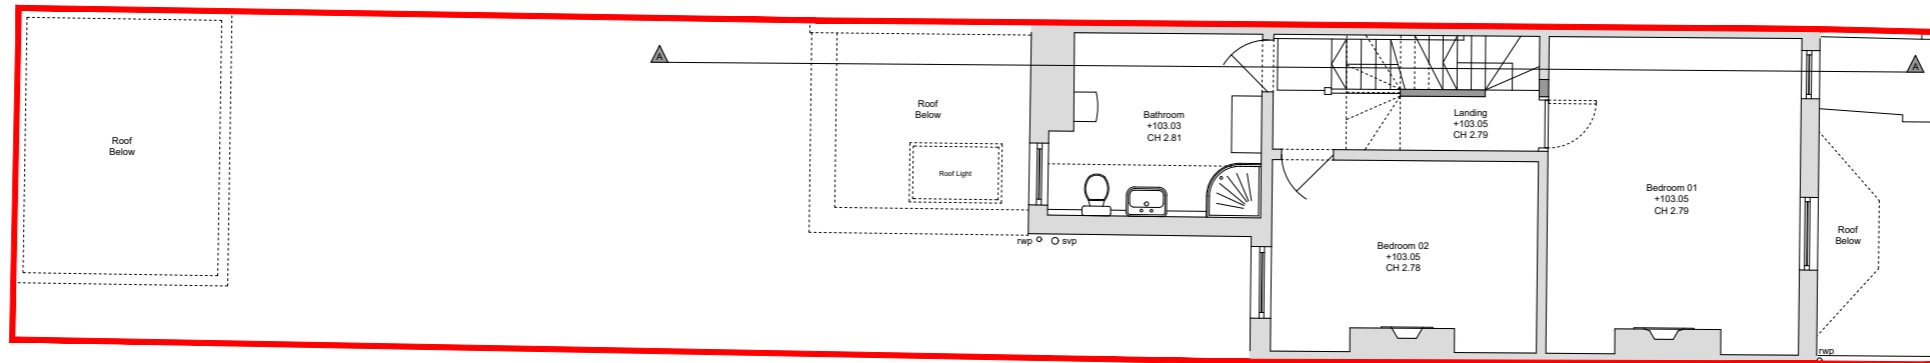 A
A
Roof
Below
Roof
Below
Roof Light
Bathroom
+103.03
CH 2.81
rwp
svp
Landing
+103.05
CH 2.79
Bedroom 02
+103.05
CH 2.78
Bedroom 01
+103.05
CH 2.79
Roof
Below
rwp